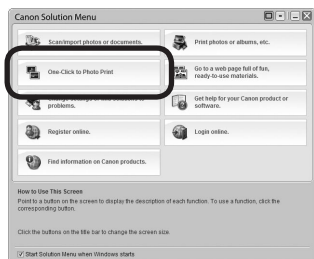 Canon Solution Menu
Scan/Import photos or documents.
Print photos or albums, etc.
One-Click to Photo Print
Go to a web page full of fun,
ready-to-use materials.
problems.
Get help for your Canon product or
software.
Register online.
Login online.
Find information on Canon products.
How to Use This Screen
Point to a button on the screen to display the description of each function. To use a function, click the
corresponding button.
Click the buttons on the title bar to change the screen size.
Start Solution Menu when Windows starts